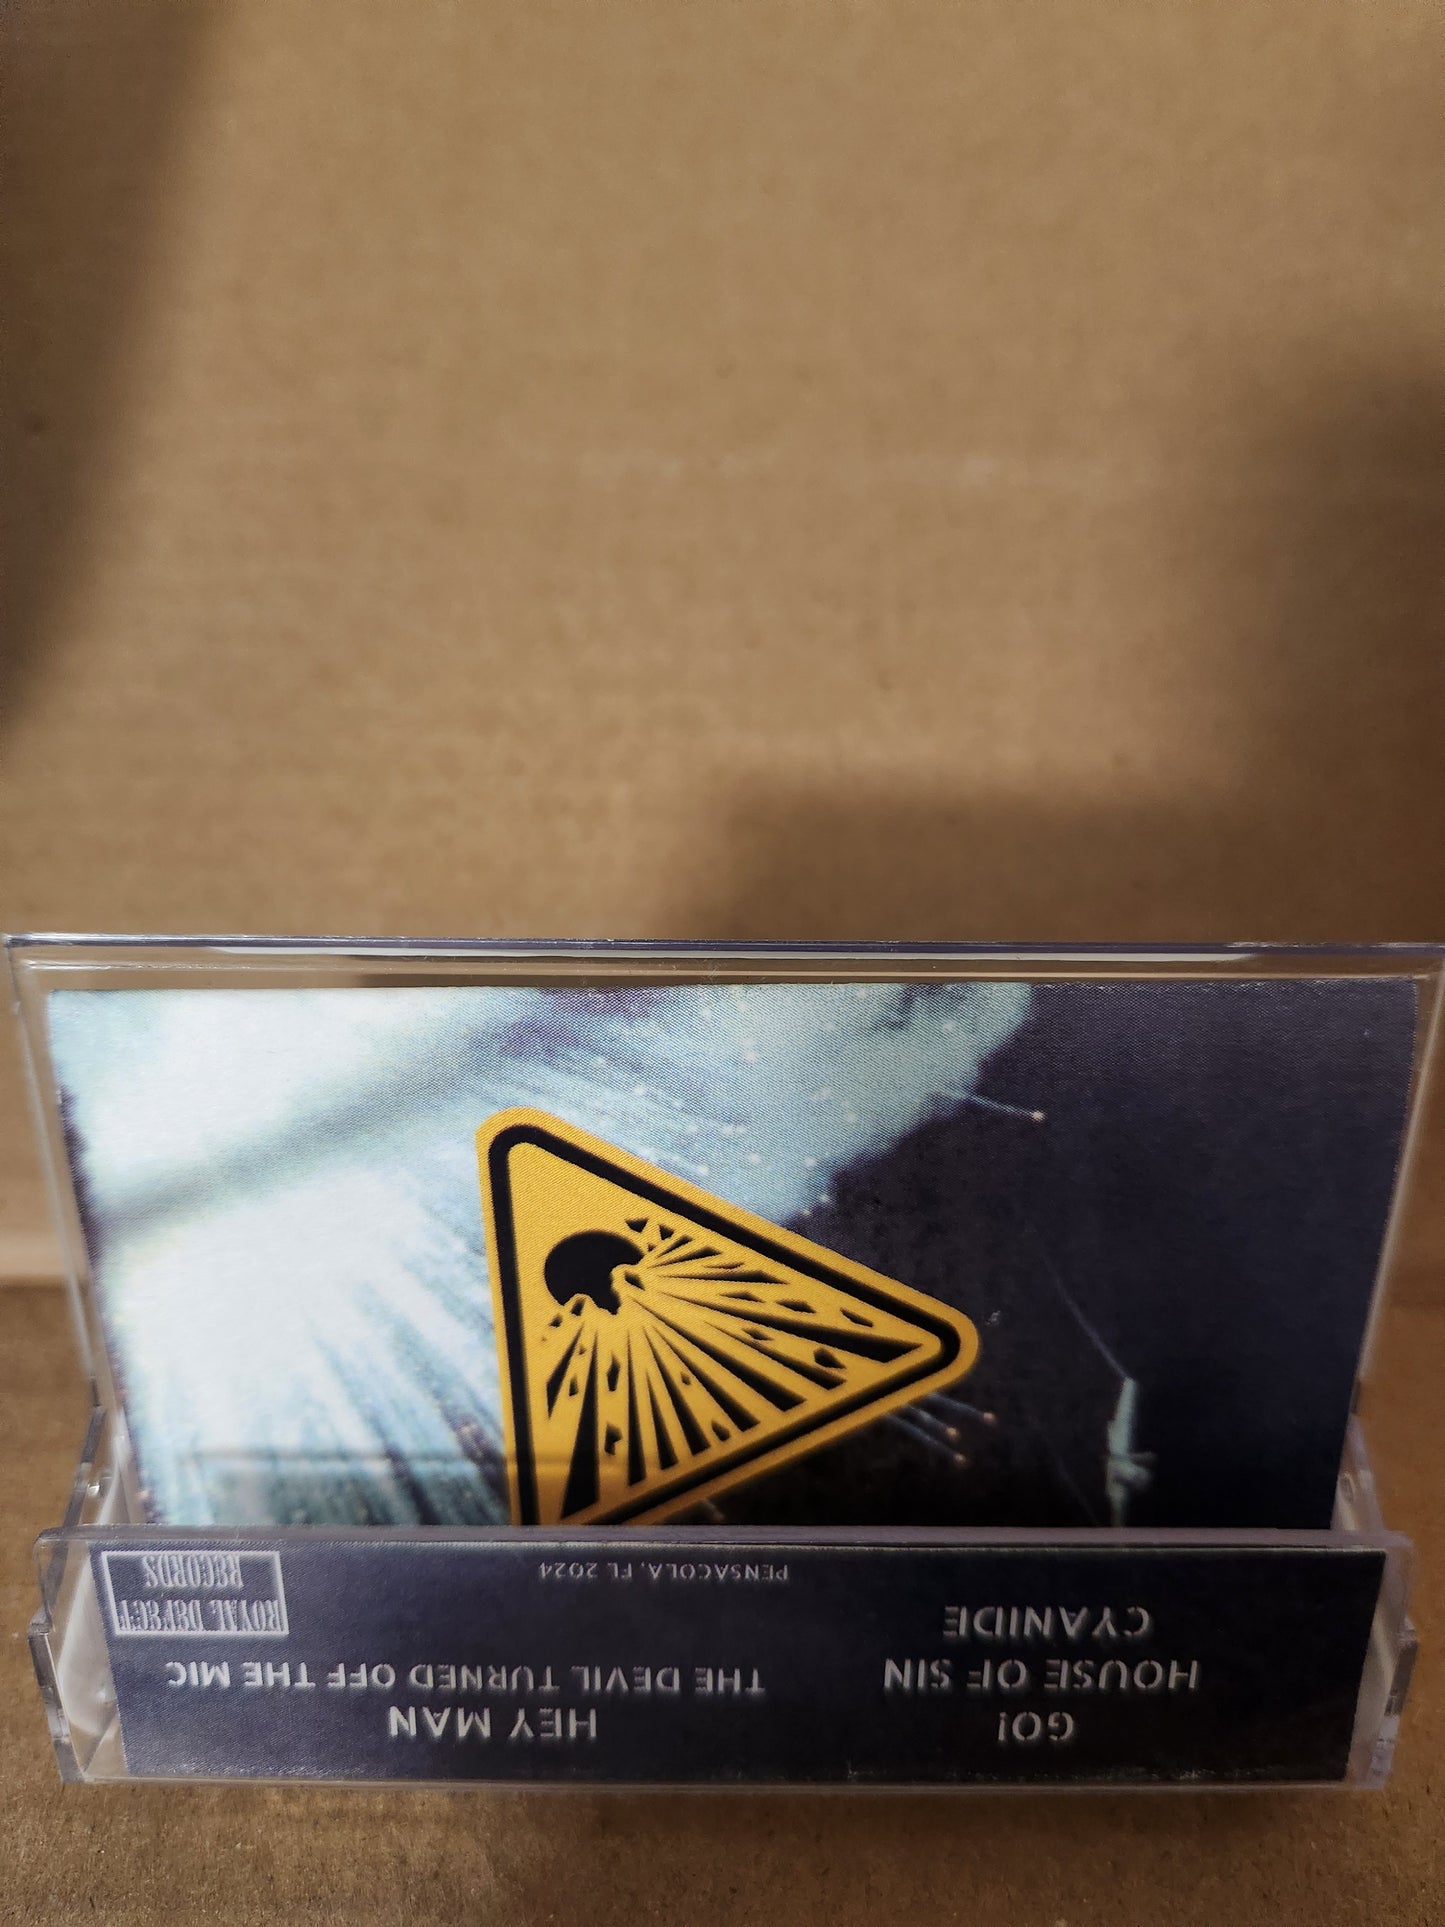 GO!
HOUSE OF SIN
CYANIDE
HEY MAN
THE DEVIL TURNED OFF THE MIC
PENSACOLA, FL 2024
ROYAL DEFECT
RECORDS